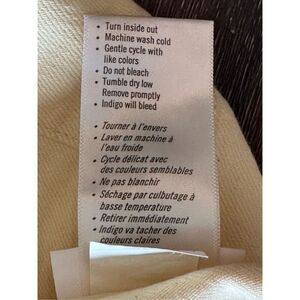 • Turn inside out
• Machine wash cold
• Gentle cycle with
like colors
• Do not bleach
• Tumble dry low
Remove promptly
• Indigo will bleed
• Tourner à l'envers
• Laver en machine à
l'eau froide
• Cycle délicat avec
des couleurs semblables
• Ne pas blanchir
• Séchage par culbutage à
basse temperature
• Retirer immédiatement
• Indigo va tacher des
couleurs claires